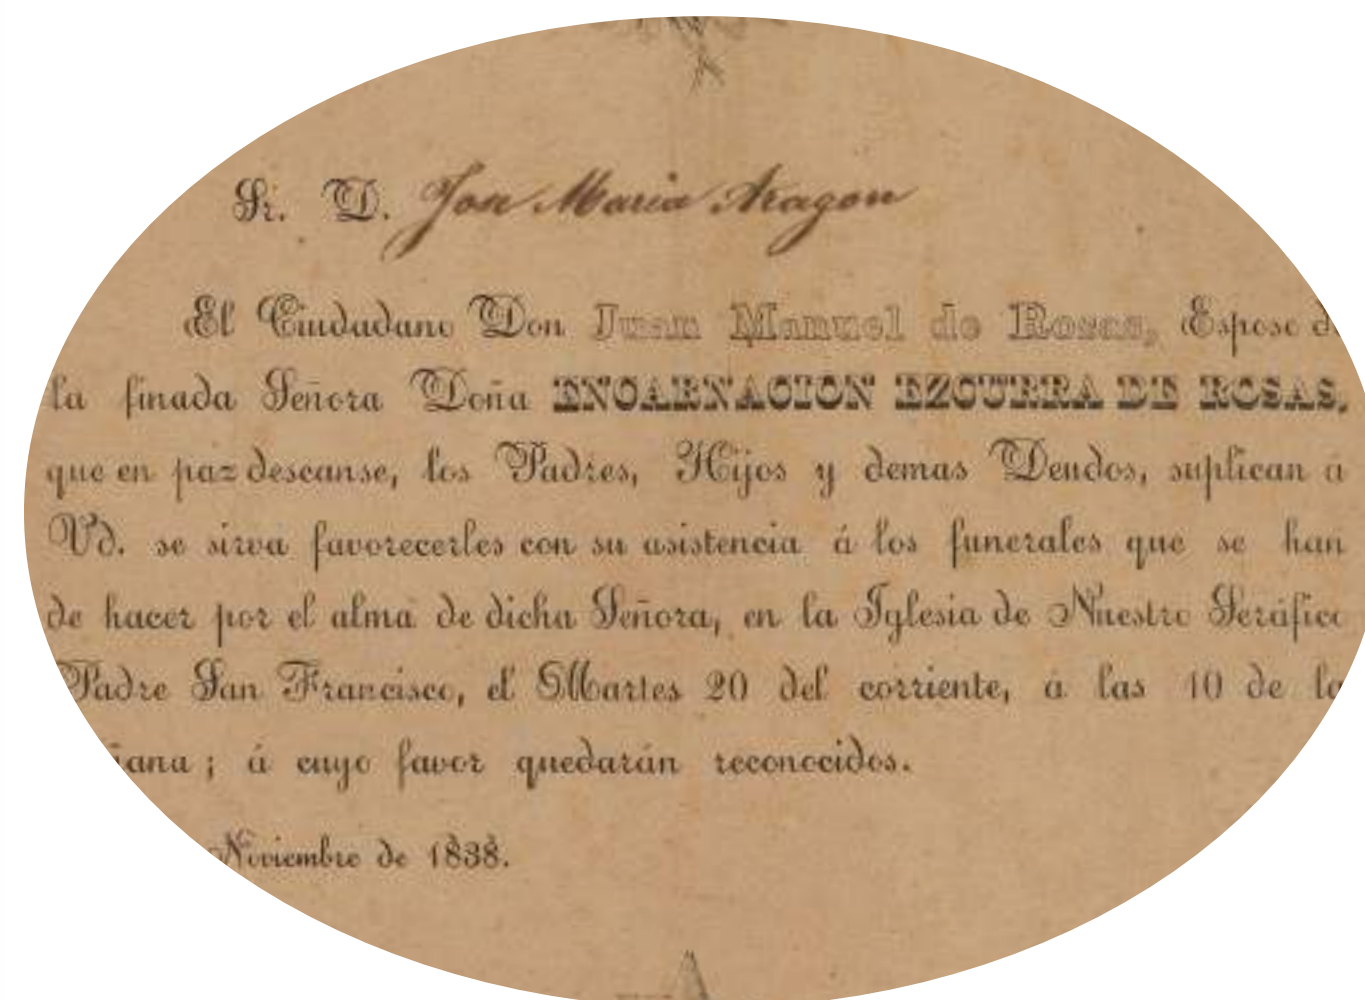 Sr. D. Jose Maria Aragon
El Ciudadano Don Juan Manuel de Rosas, Esposo d
la finada Señora Doña ENCARNACION EZCURRA DE ROSAS,
que en paz descanse, los Padres, Hijos y demas Deudos, suplican á
Vd. se sirva favorecerles con su asistencia á los funerales que se han
de hacer por el alma de dicha Señora, en la Iglesia de Nuestro Seráfico
Padre San Francisco, el Martes 20 del corriente, á las 10 de la
ñana; á cuyo favor quedarán reconocidos.
Noviembre de 1838.